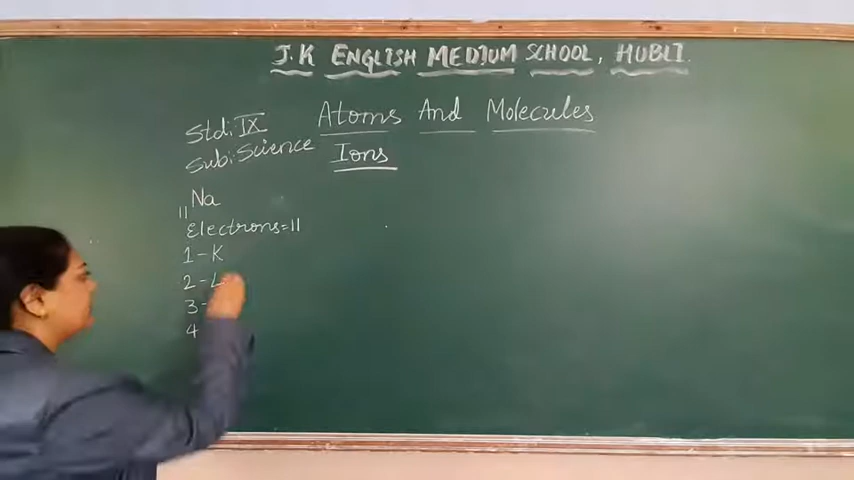 J.K ENGLISH MEDIUM SCHOOL, HUBLI.
Atoms And Molecules
Std: IX
Sub: Science
Ions
Na
11
Electrons=11
1-K
2-L
3-
4